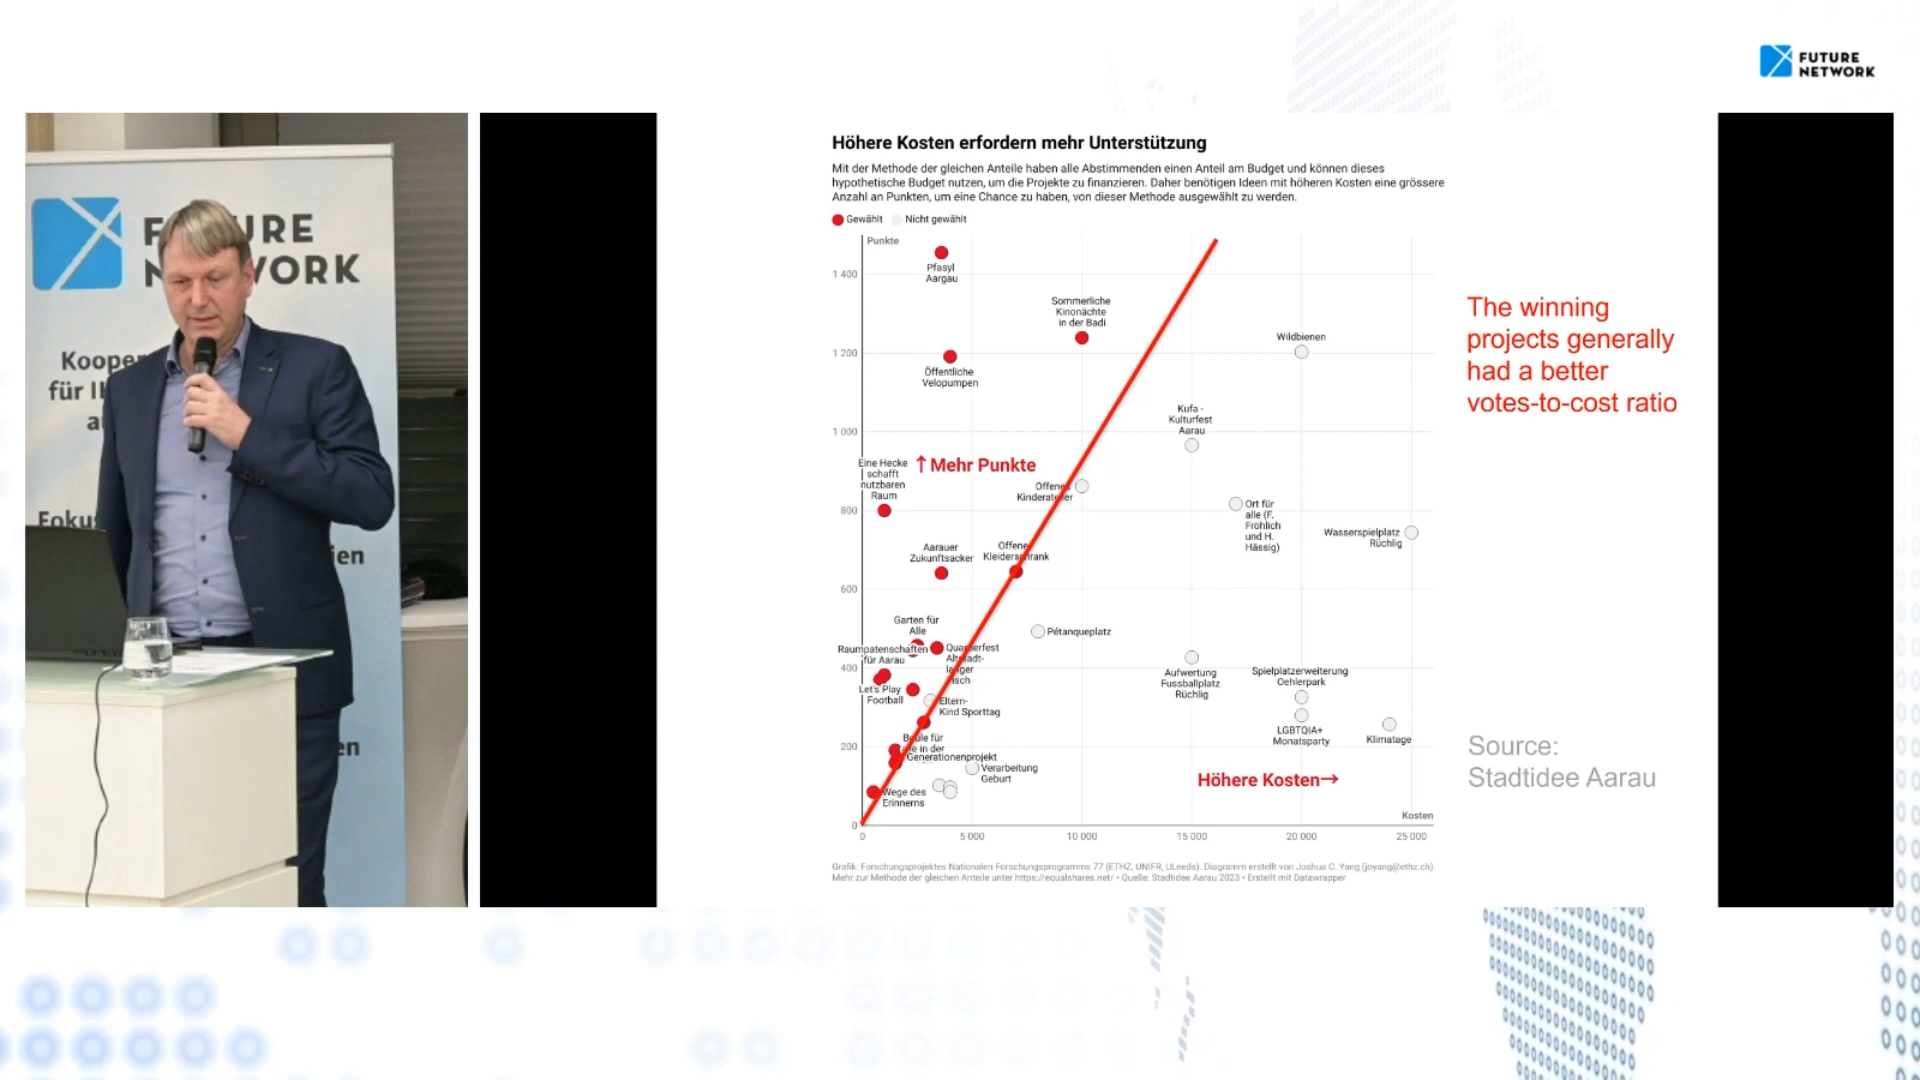 FUTURE
NETWORK
F URE
N WORK
Kooper
für I
a
Fokus
ien
en
en
Höhere Kosten erfordern mehr Unterstützung
Mit der Methode der gleichen Anteile haben alle Abstimmenden einen Anteil am Budget und können dieses
hypothetische Budget nutzen, um die Projekte zu finanzieren. Daher benötigen Ideen mit höheren Kosten eine grössere
Anzahl an Punkten, um eine Chance zu haben, von dieser Methode ausgewählt zu werden.
Gewählt Nicht gewählt
Punkte
1 400
1 200
1 000
800
600
400
200
0
Pfasyl
Aargau
Sommerliche
Kinonächte
in der Badi
Wildbienen
Öffentliche
Velopumpen
Kufa -
Kulturfest
Aarau
Eine Hecke
schafft
nutzbaren
Raum
↑ Mehr Punkte
Offenes
Kinderatelier
Ort für
alle (F.
Fröhlich
und H.
Hässig)
Wasserspielplatz
Rüchlig
Aarauer
Zukunftsacker
Offener
Kleiderschrank
Garten für
Alle
Pétanqueplatz
Raumpatenschaften
für Aarau
Quartierfest
Altstadt-
langer
Tisch
Aufwertung
Fussballplatz
Rüchlig
Spielplatzerweiterung
Oehlerpark
Let's Play
Football
Eltern-
Kind Sporttag
LGBTQIA+
Monatsparty
Klimatage
Boule für
alle in der
Generationenprojekt
Verarbeitung
Geburt
Höhere Kosten→
Wege des
Erinnerns
Kosten
0 5 000 10 000 15 000 20 000 25 000
Grafik: Forschungsprojektes Nationalen Forschungsprogramms 77 (ETHZ, UNIFR, ULeeds). Diagramm erstellt von Joshua C. Yang (joyang@ethz.ch).
Mehr zur Methode der gleichen Anteile unter https://equalshares.net/ • Quelle: Stadtidee Aarau 2023 • Erstellt mit Datawrapper
The winning
projects generally
had a better
votes-to-cost ratio
Source:
Stadtidee Aarau